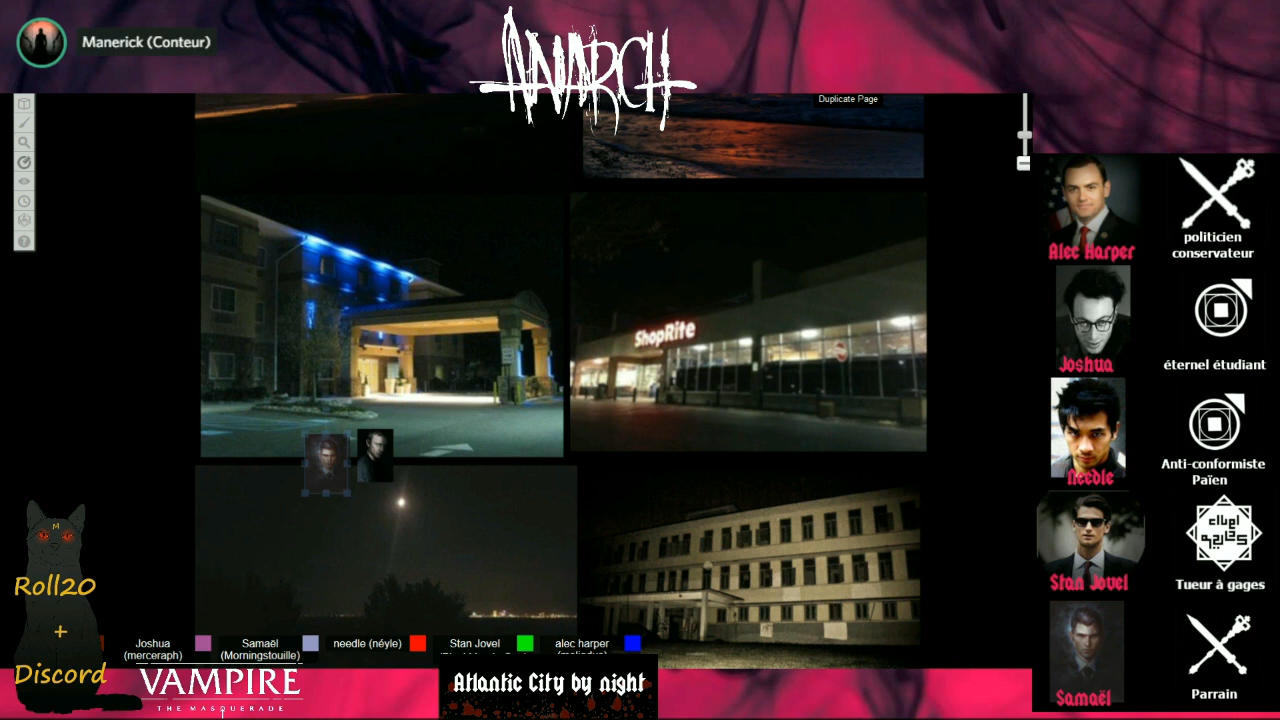 Manerick (Conteur)
ANARCH
Duplicate Page
ShopRite
Alec Harper
politicien
conservateur
Joshua
éternel étudiant
Needle
Anti-conformiste
Païen
Stan Jovel
Tueur à gages
Samaël
Parrain
M
Roll20
+
Discord
Joshua
(merceraph)
Samaël
(Morningstouille)
needle (néyle)
Stan Jovel
alec harper
VAMPIRE
THE MASQUERADE
Atlantic City by night